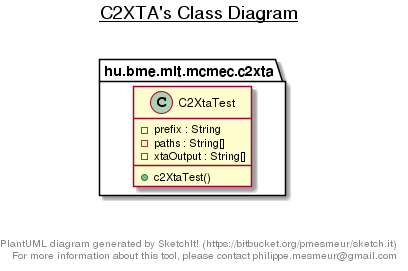 C2XTA's Class Diagram
hu.bme.mit.mcmec.c2xta
C C2XtaTest
prefix : String
paths : String[]
xtaOutput : String[]
c2XtaTest()
PlantUML diagram generated by SketchIt! (https://bitbucket.org/pmesmeur/sketch.it)
For more information about this tool, please contact philippe.mesmeur@gmail.com